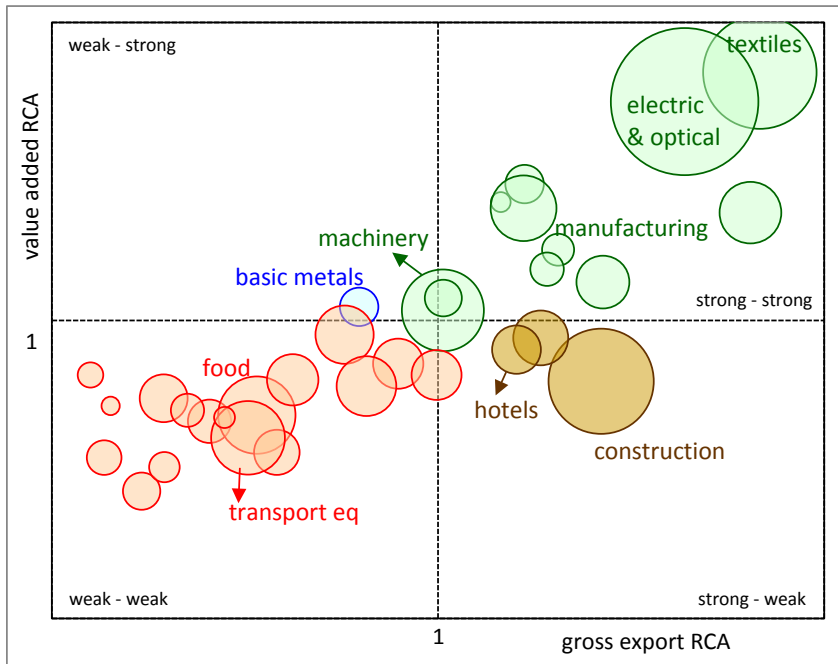 weak - strong
textiles
electric
& optical
value added RCA
manufacturing
machinery
basic metals
strong - strong
1
food
hotels
construction
transport eq
weak - weak
strong - weak
1
gross export RCA